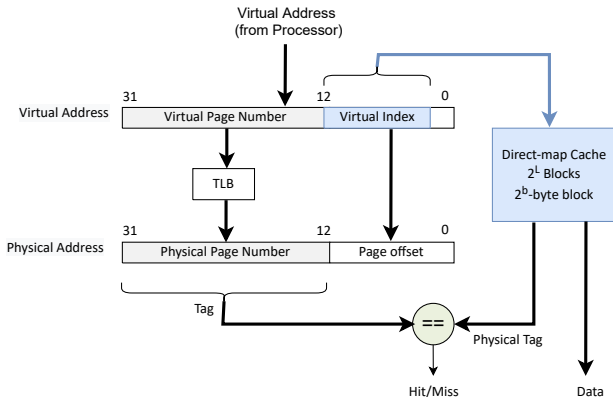 Virtual Address
(from Processor)
31
12
0
Virtual Address
Virtual Page Number
Virtual Index
Direct-map Cache
2^L Blocks
2^b-byte block
TLB
31
12
0
Physical Address
Physical Page Number
Page offset
Tag
==
Physical Tag
Hit/Miss
Data